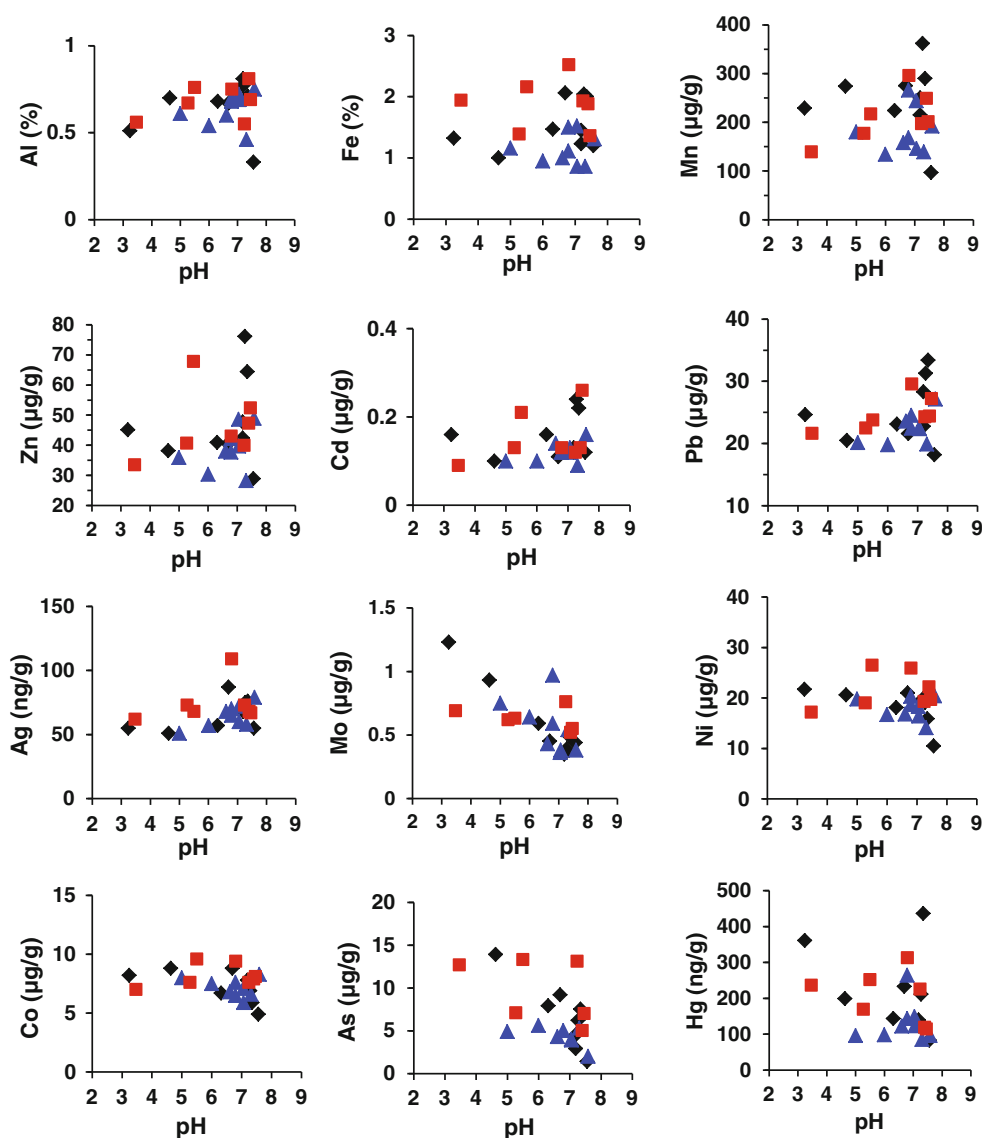 Al (%)
1
0.5
0
2 3 4 5 6 7 8 9
pH
Fe (%)
3
2
1
0
2 3 4 5 6 7 8 9
pH
Mn (µg/g)
400
300
200
100
0
2 3 4 5 6 7 8 9
pH
Zn (µg/g)
80
70
60
50
40
30
20
2 3 4 5 6 7 8 9
pH
Cd (µg/g)
0.4
0.2
0
2 3 4 5 6 7 8 9
pH
Pb (µg/g)
40
30
20
10
2 3 4 5 6 7 8 9
pH
Ag (ng/g)
150
100
50
0
2 3 4 5 6 7 8 9
pH
Mo (µg/g)
1.5
1
0.5
0
2 3 4 5 6 7 8 9
pH
Ni (µg/g)
40
30
20
10
0
2 3 4 5 6 7 8 9
pH
Co (µg/g)
15
10
5
0
2 3 4 5 6 7 8 9
pH
As (µg/g)
20
15
10
5
0
2 3 4 5 6 7 8 9
pH
Hg (ng/g)
500
400
300
200
100
0
2 3 4 5 6 7 8 9
pH